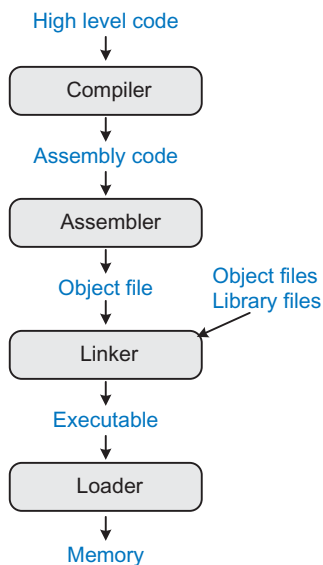 High level code
Compiler
Assembly code
Assembler
Object file
Object files
Library files
Linker
Executable
Loader
Memory